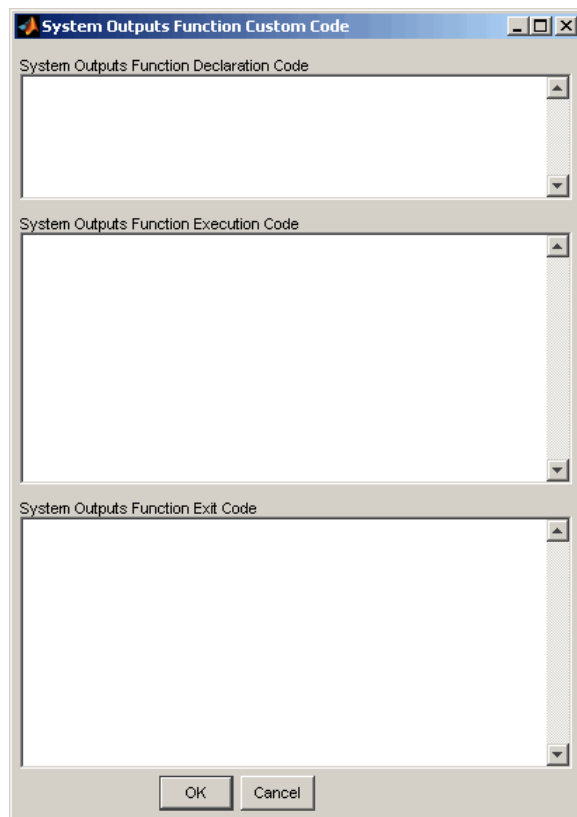 System Outputs Function Custom Code
System Outputs Function Declaration Code
System Outputs Function Execution Code
System Outputs Function Exit Code
OK
Cancel